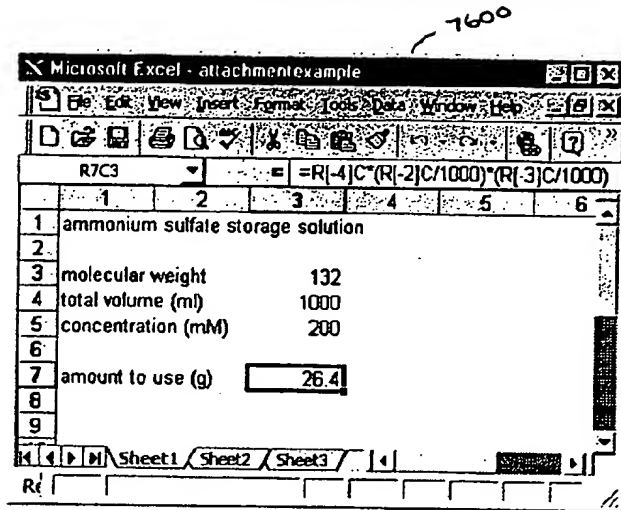 7600
X Microsoft Excel - attachmentexample
File Edit View Insert Format Tools Data Window Help
R7C3 = =R[-4]C*(R[-2]C/1000)*(R[-3]C/1000)
1 2 3 4 5 6
1 ammonium sulfate storage solution
2
3 molecular weight 132
4 total volume (ml) 1000
5 concentration (mM) 200
6
7 amount to use (g) 26.4
8
9
Sheet1 Sheet2 Sheet3